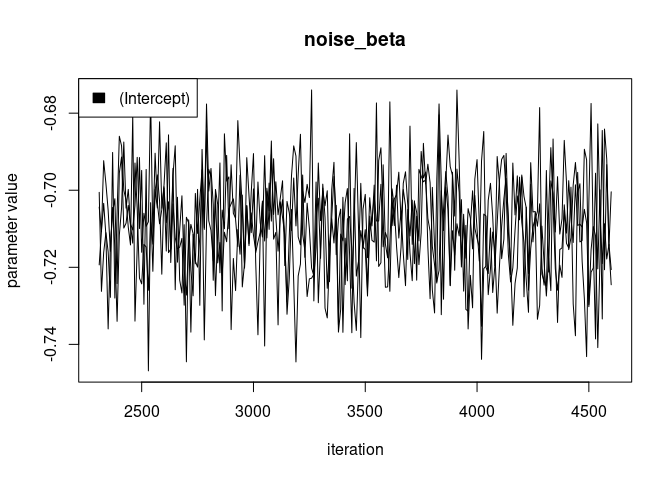 noise_beta
(Intercept)
parameter value
-0.68
-0.70
-0.72
-0.74
2500
3000
3500
4000
4500
iteration